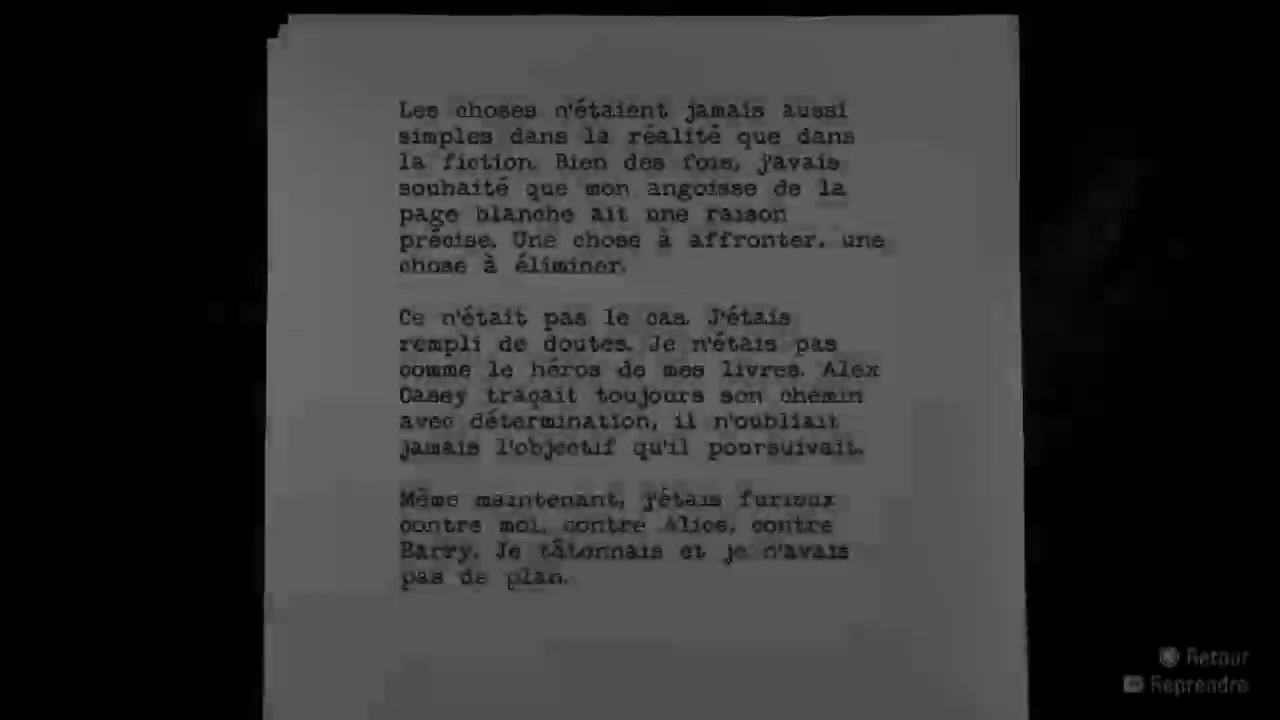 Les choses n'étaient jamais aussi
simples dans la réalité que dans
la fiction. Bien des fois, j'avais
souhaité que mon angoisse de la
page blanche ait une raison
précise. Une chose à affronter, une
chose à éliminer.
Ce n'était pas le cas. J'étais
rempli de doutes. Je n'étais pas
comme le héros de mes livres. Alex
Casey traçait toujours son chemin
avec détermination, il n'oubliait
jamais l'objectif qu'il poursuivait.
Même maintenant, j'étais furieux
contre moi, contre Alice, contre
Barry. Je tâtonnais et je n'avais
pas de plan.
Retour
Reprendre